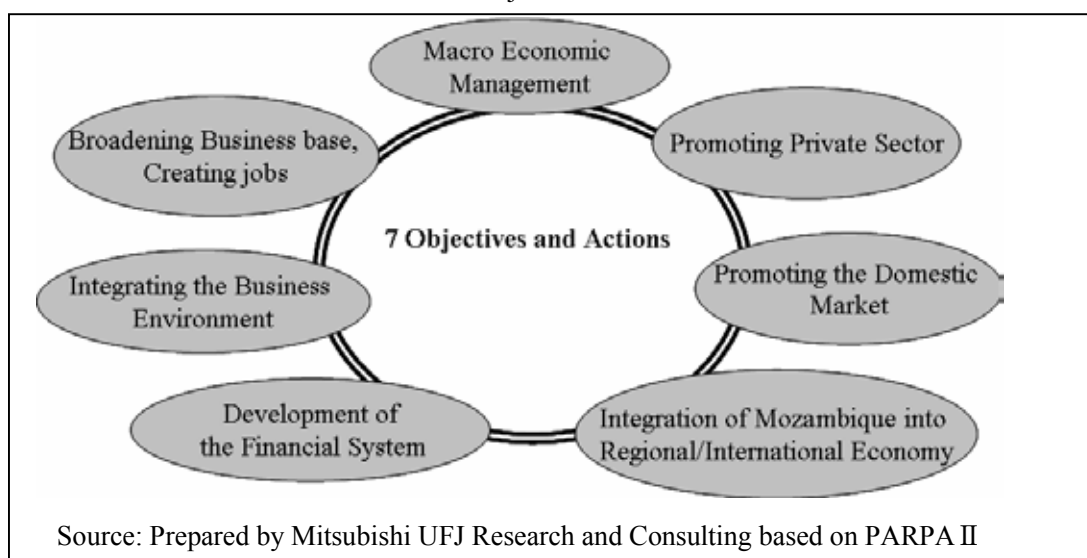 Macro Economic
Management
Broadening Business base,
Creating jobs
Promoting Private Sector
7 Objectives and Actions
Integrating the Business
Environment
Promoting the Domestic
Market
Development of
the Financial System
Integration of Mozambique into
Regional/International Economy
Source: Prepared by Mitsubishi UFJ Research and Consulting based on PARPA Ⅱ